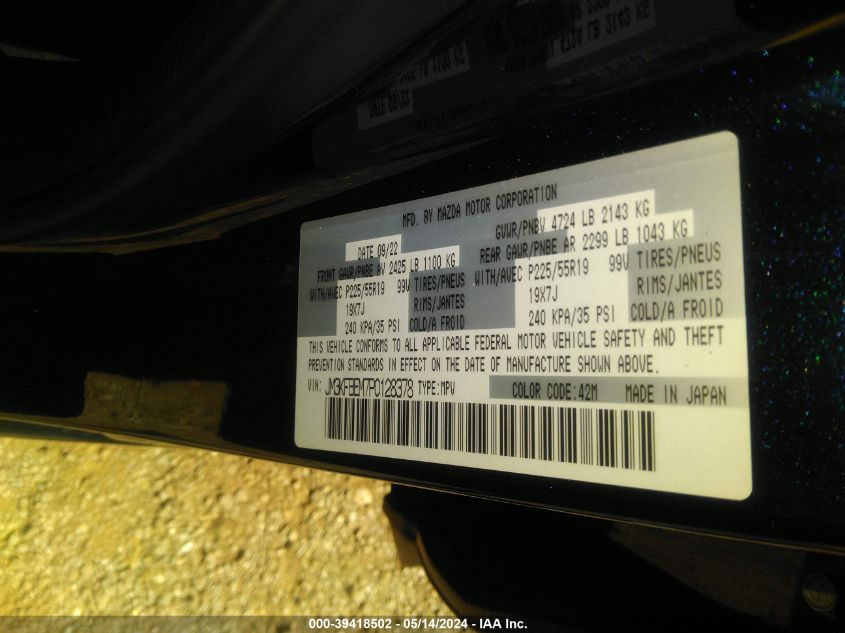 MFD. BY MAZDA MOTOR CORPORATION
DATE 09/22 GVWR/PNBV 4724 LB 2143 KG
FRONT GAWR/PNBE AV 2425 LB 1100 KG REAR GAWR/PNBE AR 2299 LB 1043 KG
WITH/AVEC P225/55R19 99V TIRES/PNEUS WITH/AVEC P225/55R19 99V TIRES/PNEUS
19X7J RIMS/JANTES 19X7J RIMS/JANTES
240 KPA/35 PSI COLD/A FROID 240 KPA/35 PSI COLD/A FROID
THIS VEHICLE CONFORMS TO ALL APPLICABLE FEDERAL MOTOR VEHICLE SAFETY AND THEFT
PREVENTION STANDARDS IN EFFECT ON THE DATE OF MANUFACTURE SHOWN ABOVE.
VIN: JM3KFBEM7P0128378 TYPE:MPV COLOR CODE:42M MADE IN JAPAN
000-39418502 - 05/14/2024 - IAA Inc.